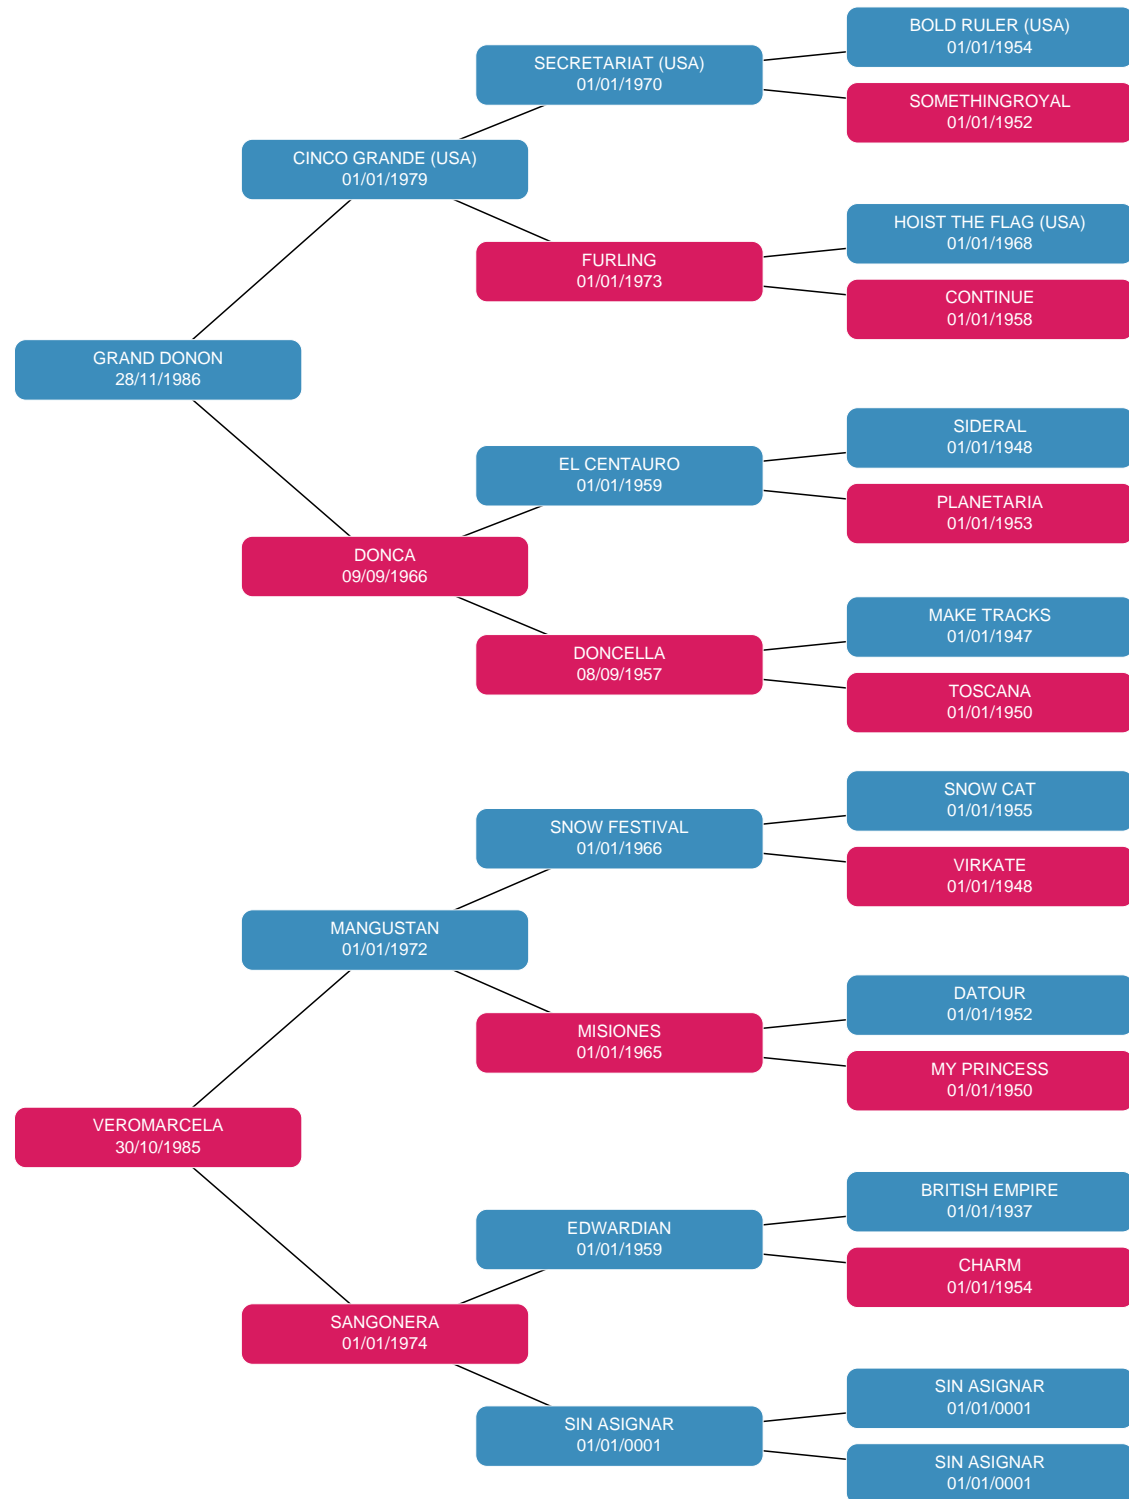 BOLD RULER (USA)
01/01/1954
SECRETARIAT (USA)
01/01/1970
SOMETHINGROYAL
01/01/1952
CINCO GRANDE (USA)
01/01/1979
HOIST THE FLAG (USA)
01/01/1968
FURLING
01/01/1973
CONTINUE
01/01/1958
GRAND DONON
28/11/1986
SIDERAL
01/01/1948
EL CENTAURO
01/01/1959
PLANETARIA
01/01/1953
DONCA
09/09/1966
MAKE TRACKS
01/01/1947
DONCELLA
08/09/1957
TOSCANA
01/01/1950
SNOW CAT
01/01/1955
SNOW FESTIVAL
01/01/1966
VIRKATE
01/01/1948
MANGUSTAN
01/01/1972
DATOUR
01/01/1952
MISIONES
01/01/1965
MY PRINCESS
01/01/1950
VEROMARCELA
30/10/1985
BRITISH EMPIRE
01/01/1937
EDWARDIAN
01/01/1959
CHARM
01/01/1954
SANGONERA
01/01/1974
SIN ASIGNAR
01/01/0001
SIN ASIGNAR
01/01/0001
SIN ASIGNAR
01/01/0001